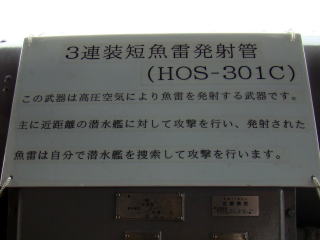 3連装短魚雷発射管
(HOS-301C)
この武器は高圧空気により魚雷を発射する武器です。
主に近距離の潜水艦に対して攻撃を行い、発射された
魚雷は自分で潜水艦を捜索して攻撃を行います。